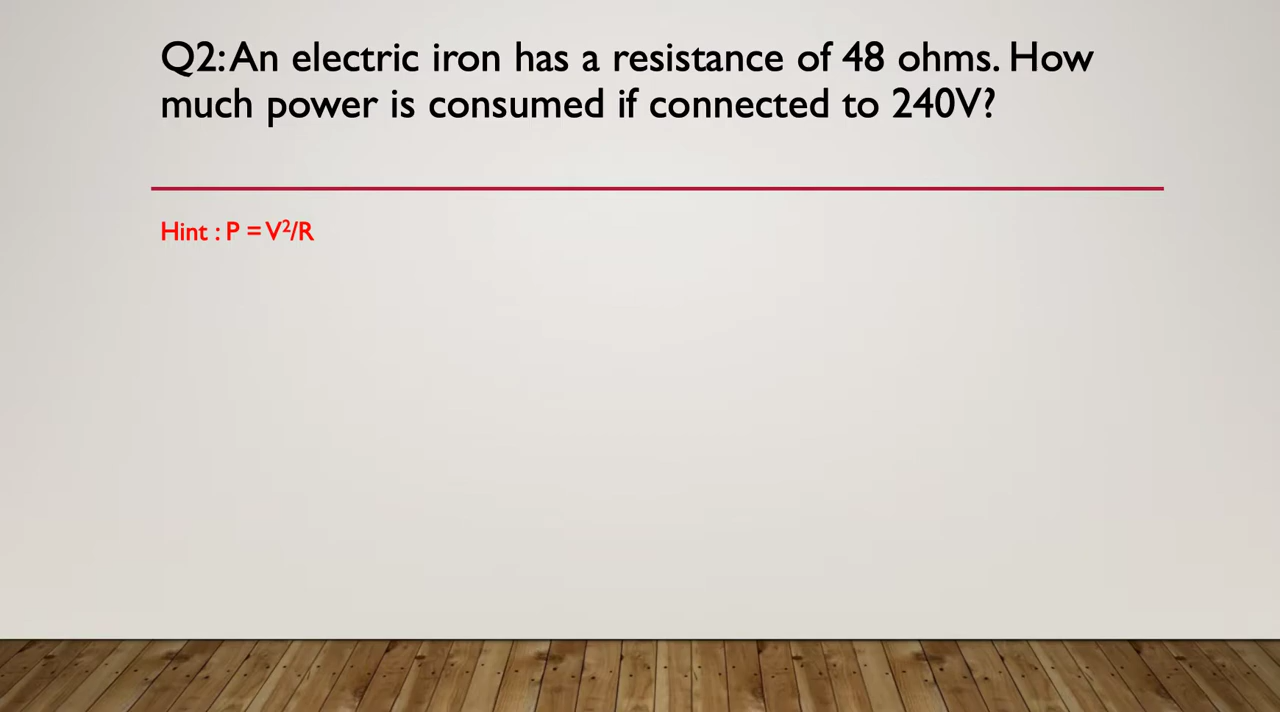 Q2: An electric iron has a resistance of 48 ohms. How
much power is consumed if connected to 240V?
Hint : P = V²/R